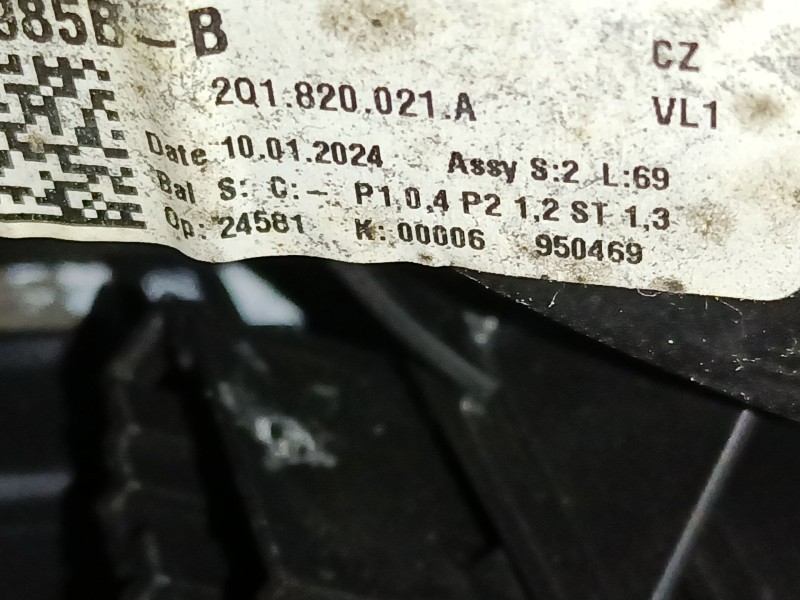 385B-B
CZ
2Q1.820.021.A
VL1
Date 10.01.2024 Assy S:2 L:69
Bal S: C:- P1,0,4 P2 1,2 ST 1,3
Op: 24581 K: 00006 950469